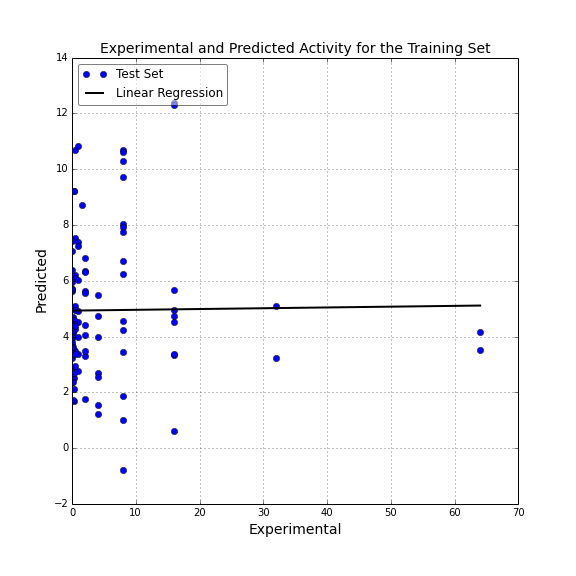 Experimental and Predicted Activity for the Training Set
14
Test Set
Linear Regression
12
10
8
6
4
2
0
−2
Predicted
0 10 20 30 40 50 60 70
Experimental